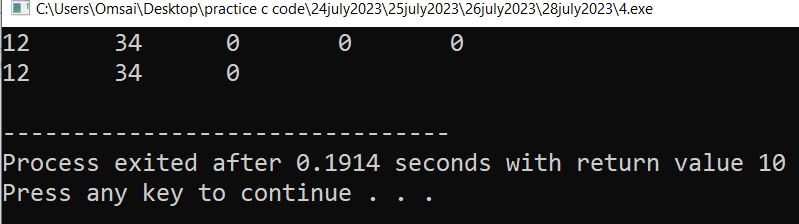 C:\Users\Omsai\Desktop\practice c code\24july2023\25july2023\26july2023\28july2023\4.exe
12 34 0 0 0
12 34 0
--------------------------------
Process exited after 0.1914 seconds with return value 10
Press any key to continue . . .